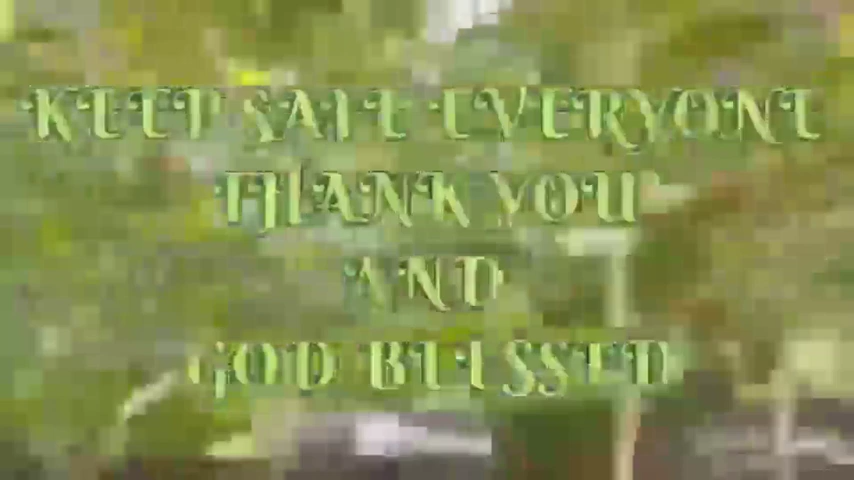 KEEP SAFE EVERYONE
THANK YOU
AND
GOD BLESSED